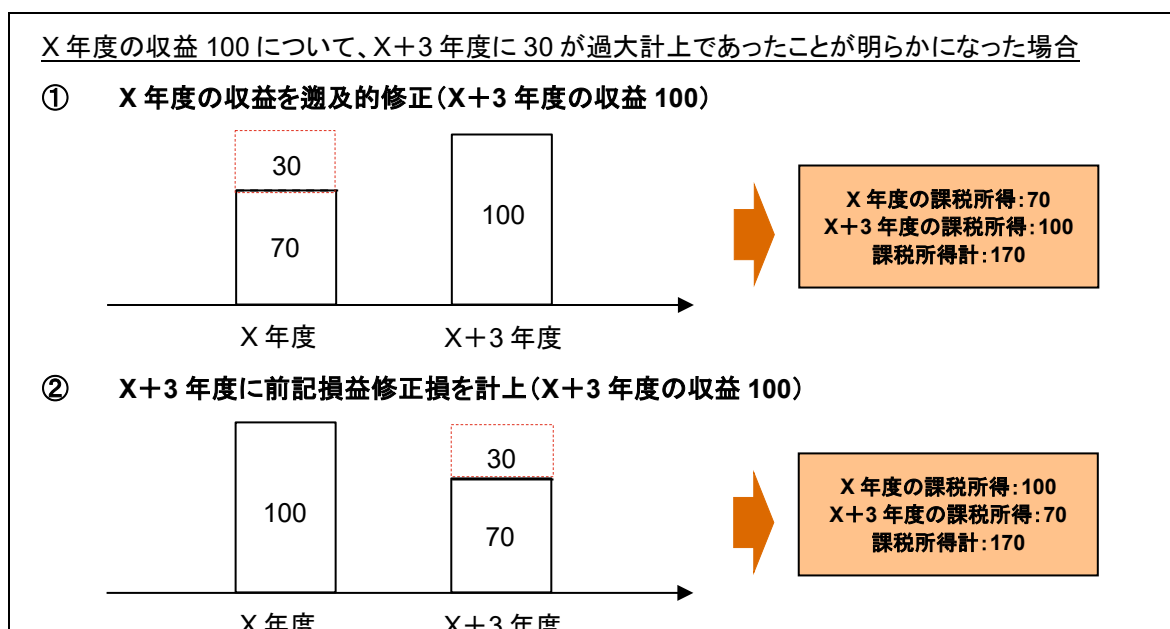 X 年度の収益 100 について、X＋3 年度に 30 が過大計上であったことが明らかになった場合
① X 年度の収益を遡及的修正（X＋3 年度の収益 100）
30
70
100
X 年度の課税所得：70
X＋3 年度の課税所得：100
課税所得計：170
X 年度
X＋3 年度
② X＋3 年度に前記損益修正損を計上（X＋3 年度の収益 100）
100
30
70
X 年度の課税所得：100
X＋3 年度の課税所得：70
課税所得計：170
X 年度
X＋3 年度